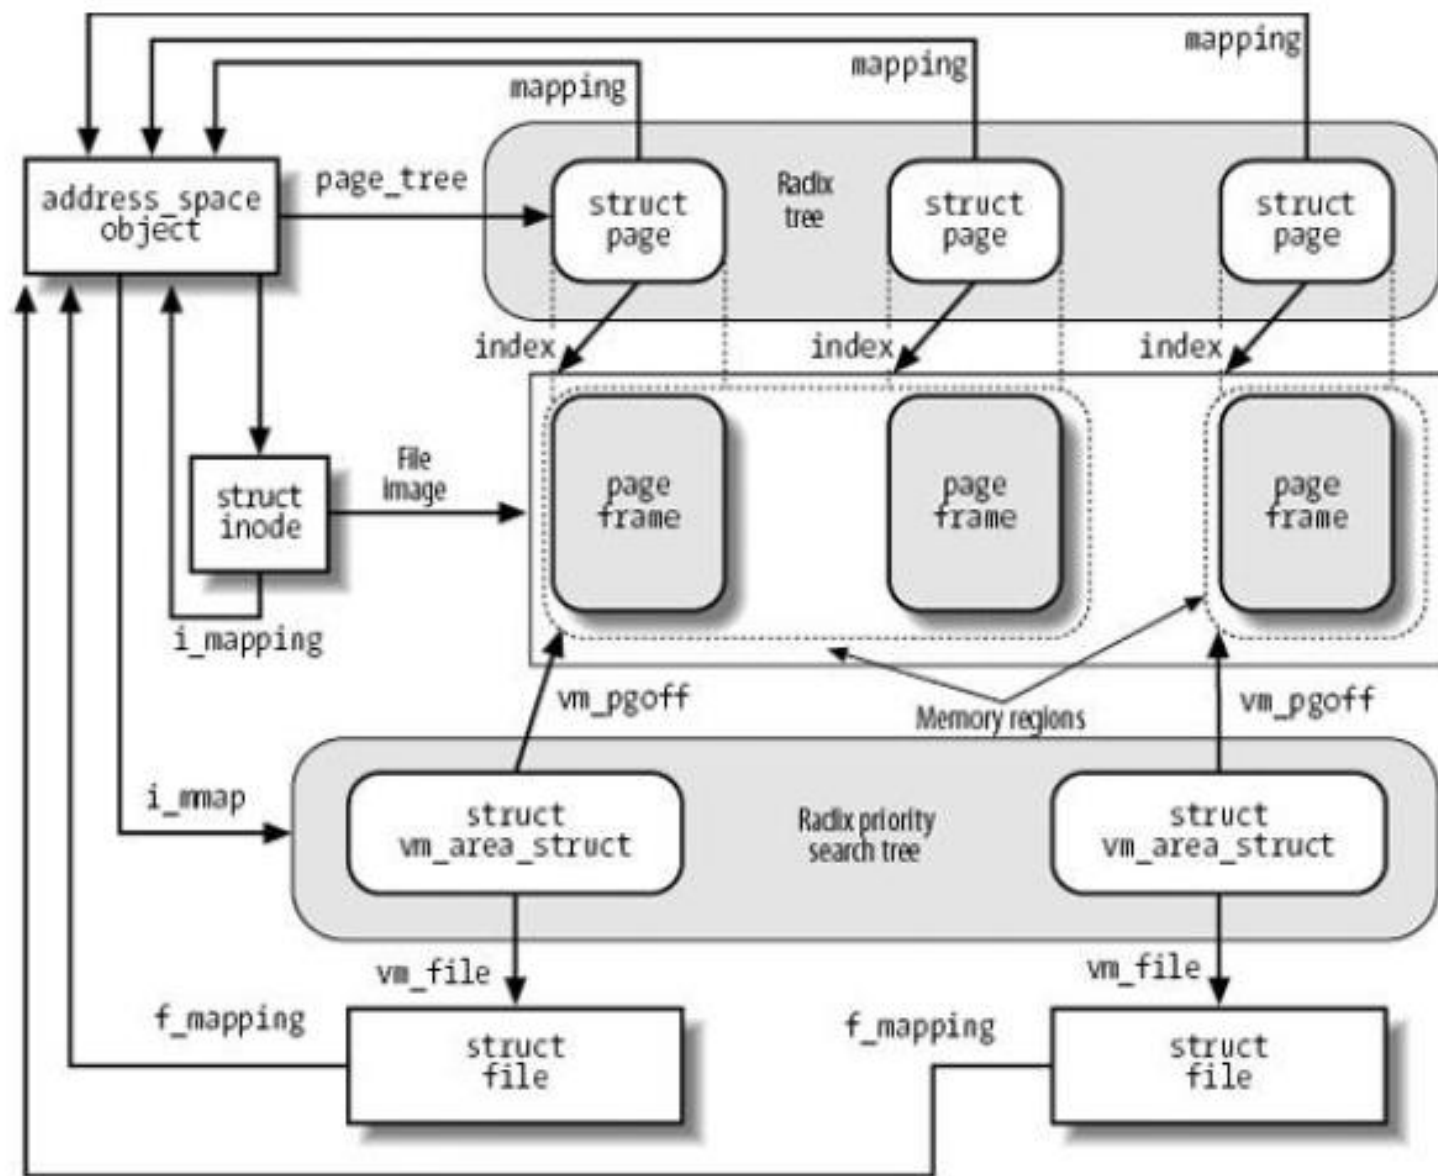 mapping
mapping
mapping
address_space
object
page_tree
struct
page
Radix
tree
struct
page
struct
page
index
index
index
struct
inode
File
image
page
frame
page
frame
page
frame
i_mapping
vm_pgoff
Memory regions
vm_pgoff
i_mmap
struct
vm_area_struct
Radix priority
search tree
struct
vm_area_struct
vm_file
vm_file
f_mapping
struct
file
f_mapping
struct
file